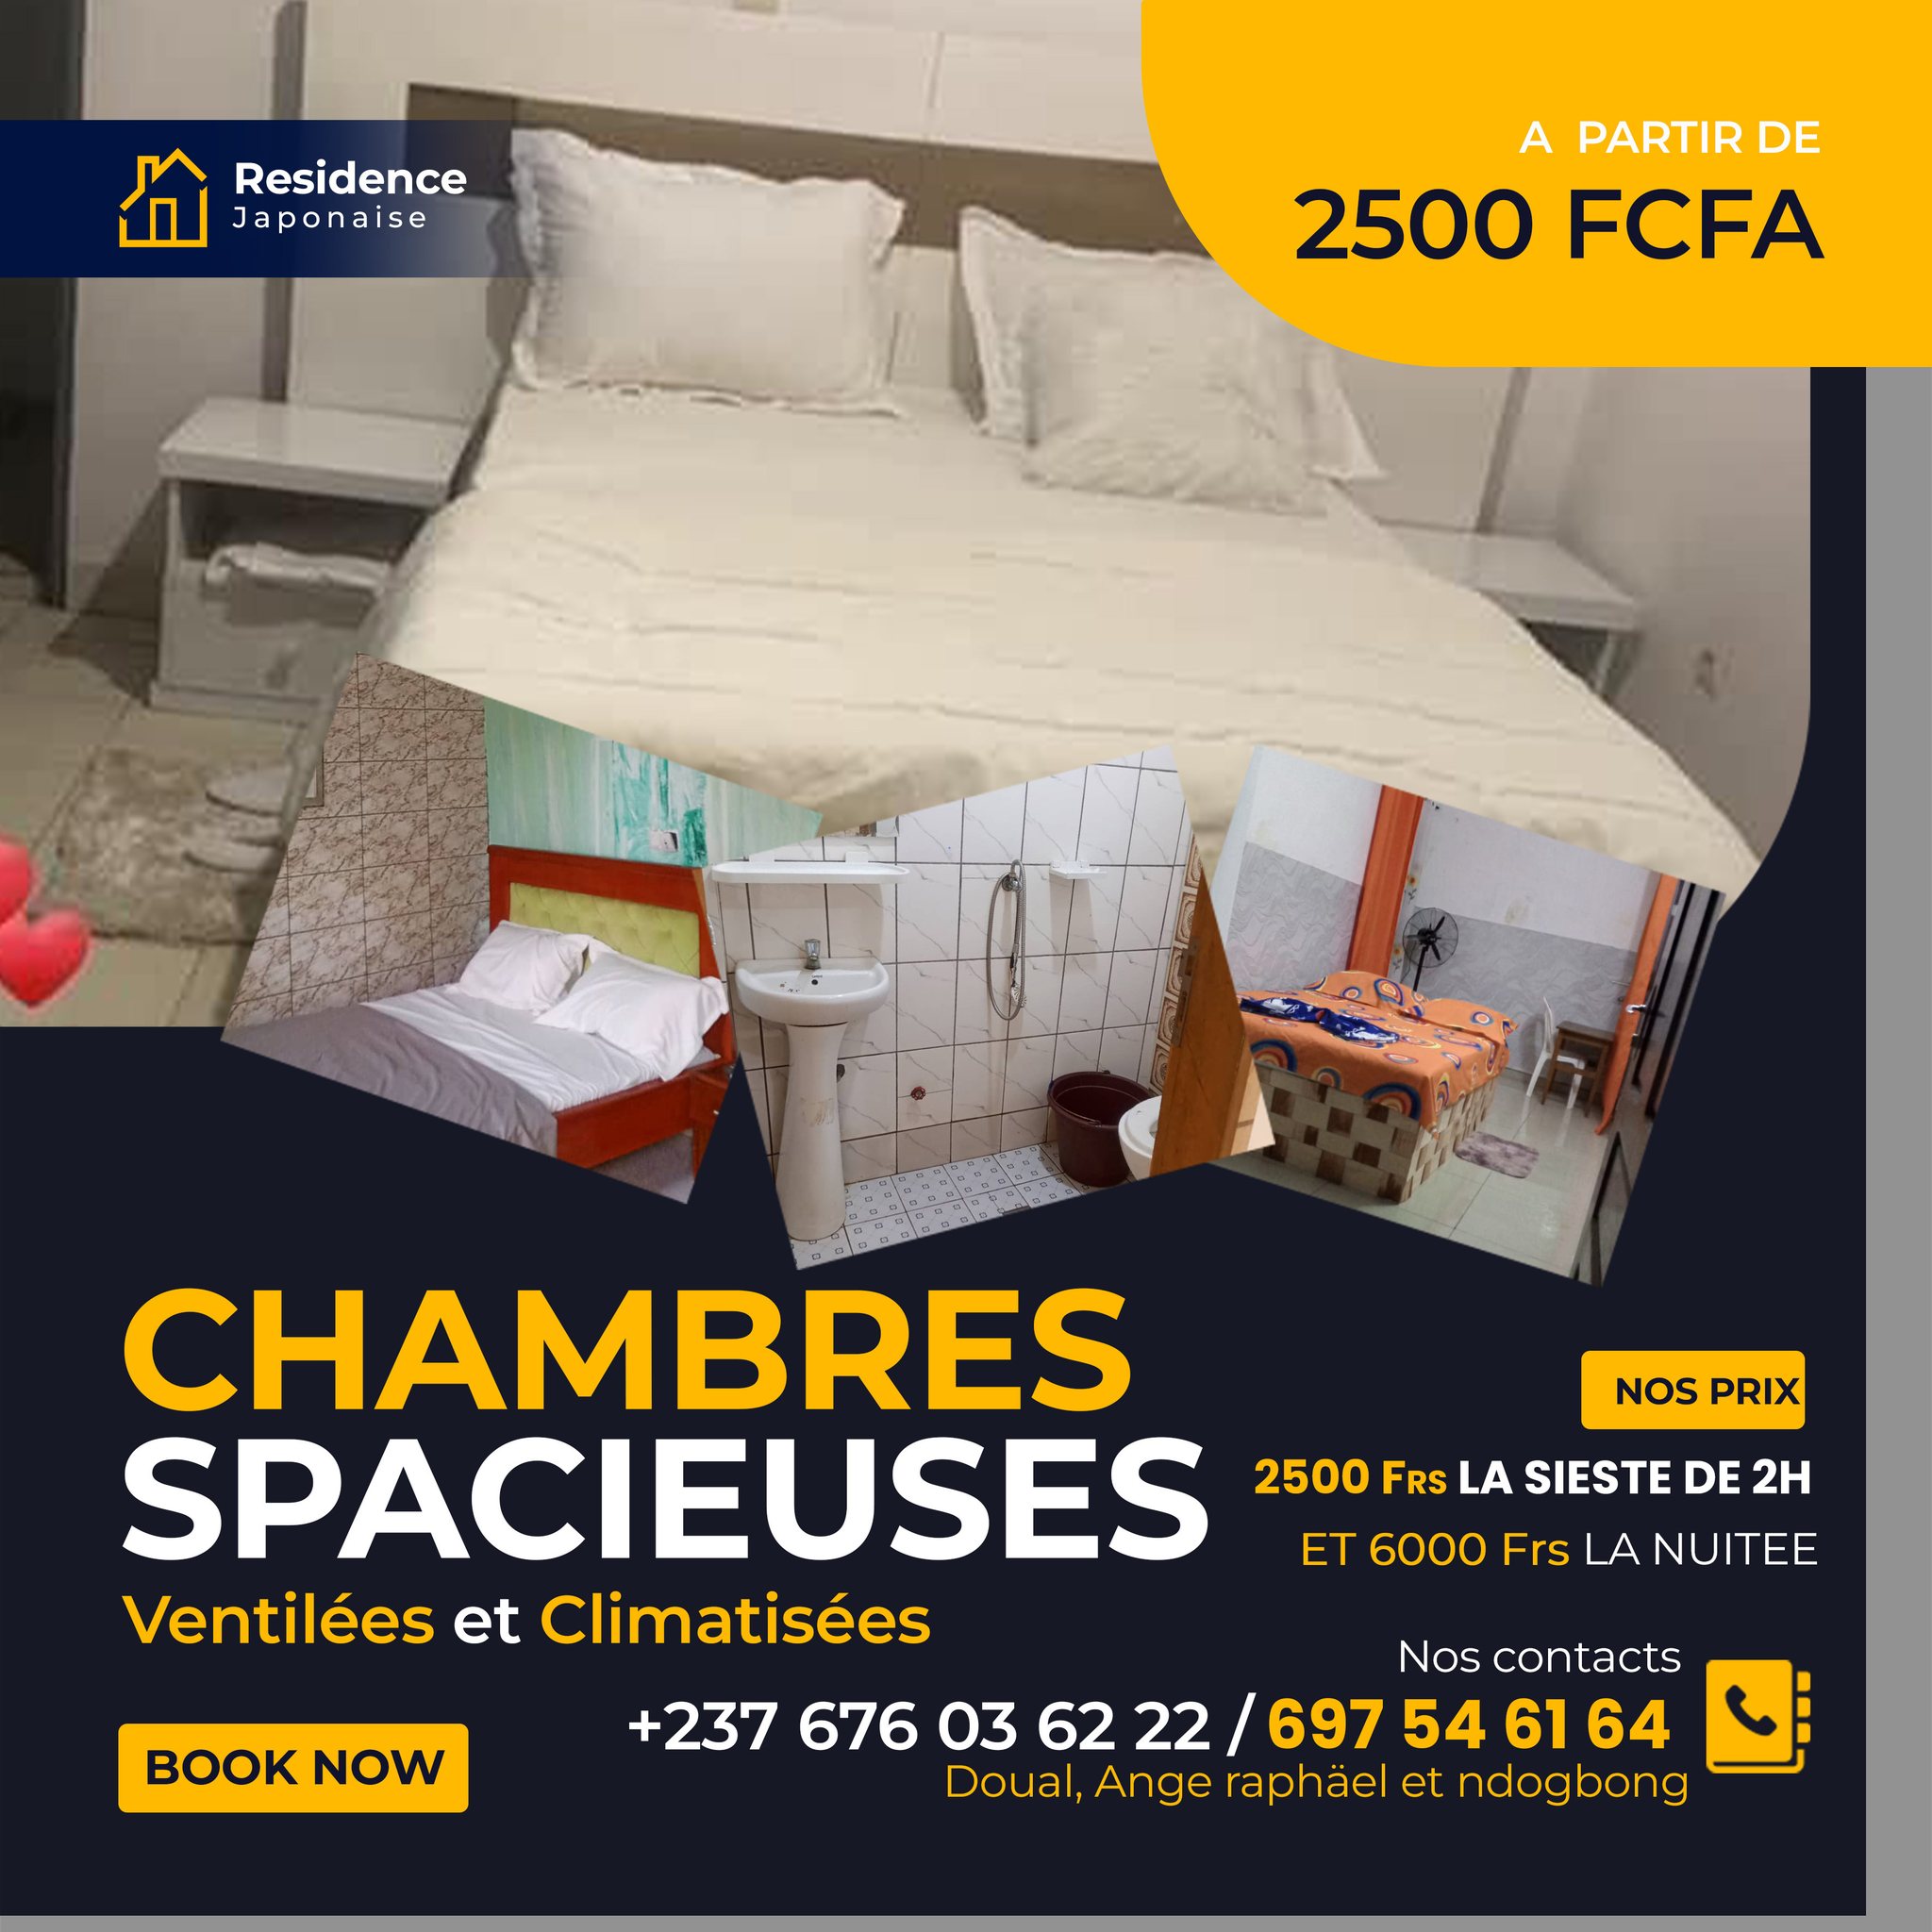 Residence
Japonaise
A PARTIR DE
2500 FCFA
CHAMBRES
SPACIEUSES
Ventilées et Climatisées
BOOK NOW
NOS PRIX
2500 Frs LA SIESTE DE 2H
ET 6000 Frs LA NUITEE
Nos contacts
+237 676 03 62 22 / 697 54 61 64
Doual, Ange raphäel et ndogbong